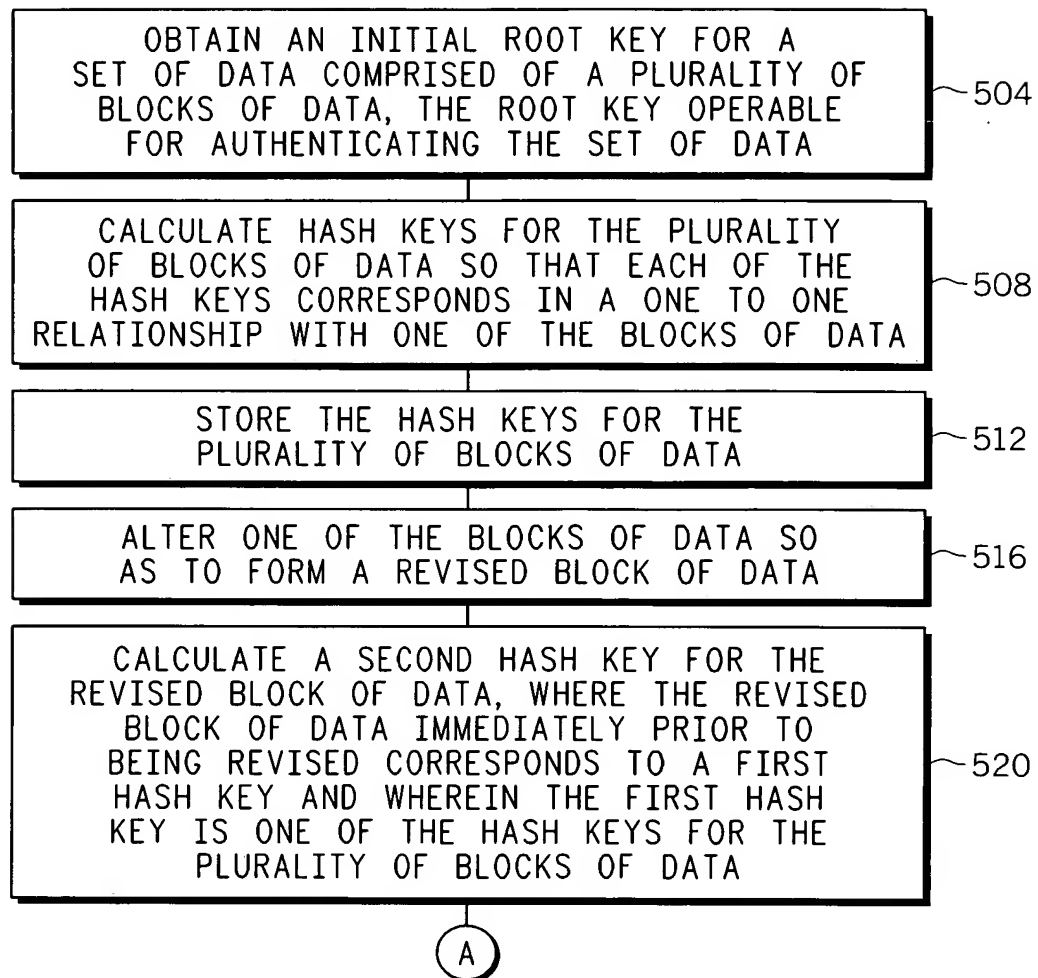 OBTAIN AN INITIAL ROOT KEY FOR A
SET OF DATA COMPRISED OF A PLURALITY OF
BLOCKS OF DATA, THE ROOT KEY OPERABLE
FOR AUTHENTICATING THE SET OF DATA
504
CALCULATE HASH KEYS FOR THE PLURALITY
OF BLOCKS OF DATA SO THAT EACH OF THE
HASH KEYS CORRESPONDS IN A ONE TO ONE
RELATIONSHIP WITH ONE OF THE BLOCKS OF DATA
508
STORE THE HASH KEYS FOR THE
PLURALITY OF BLOCKS OF DATA
512
ALTER ONE OF THE BLOCKS OF DATA SO
AS TO FORM A REVISED BLOCK OF DATA
516
CALCULATE A SECOND HASH KEY FOR THE
REVISED BLOCK OF DATA, WHERE THE REVISED
BLOCK OF DATA IMMEDIATELY PRIOR TO
BEING REVISED CORRESPONDS TO A FIRST
HASH KEY AND WHEREIN THE FIRST HASH
KEY IS ONE OF THE HASH KEYS FOR THE
PLURALITY OF BLOCKS OF DATA
520
A